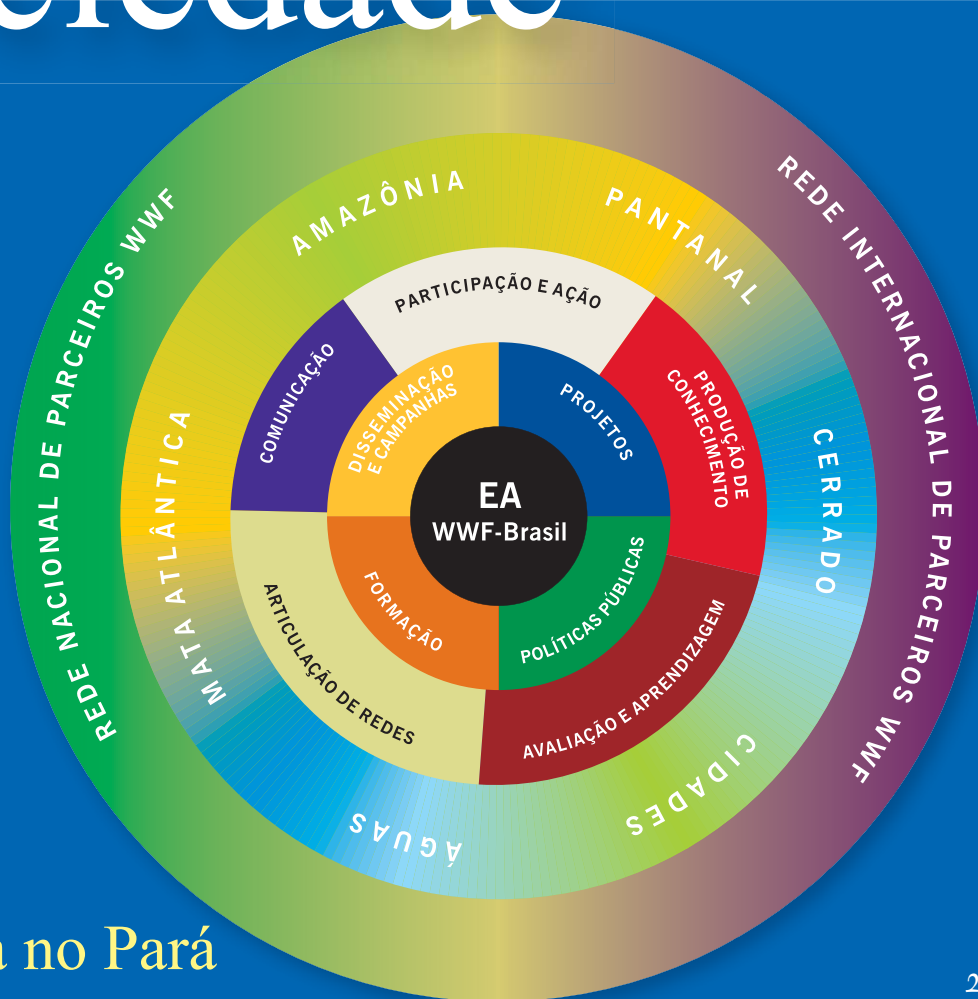 REDE NACIONAL DE PARCEIROS WWF
REDE INTERNACIONAL DE PARCEIROS WWF
AMAZÔNIA
PANTANAL
CERRADO
CIDADES
ÁGUAS
MATA ATLÂNTICA
PARTICIPAÇÃO E AÇÃO
PRODUÇÃO DE
CONHECIMENTO
AVALIAÇÃO E APRENDIZAGEM
ARTICULAÇÃO DE REDES
COMUNICAÇÃO
DISSEMINAÇÃO
E CAMPANHAS
PROJETOS
POLÍTICAS PÚBLICAS
FORMAÇÃO
EA
WWF-Brasil
no Pará